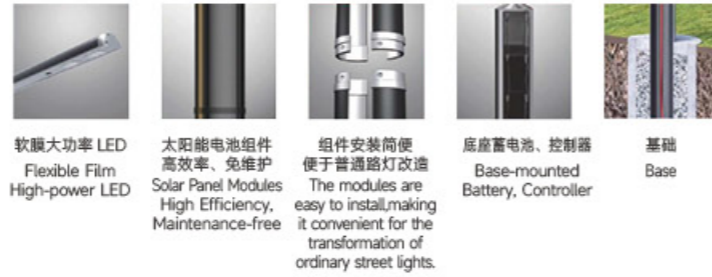 软膜大功率 LED
Flexible Film
High-power LED
太阳能电池组件
高效率、免维护
Solar Panel Modules
High Efficiency,
Maintenance-free
组件安装简便
便于普通路灯改造
The modules are
easy to install,making
it convenient for the
transformation of
ordinary street lights.
底座蓄电池、控制器
Base-mounted
Battery, Controller
基础
Base